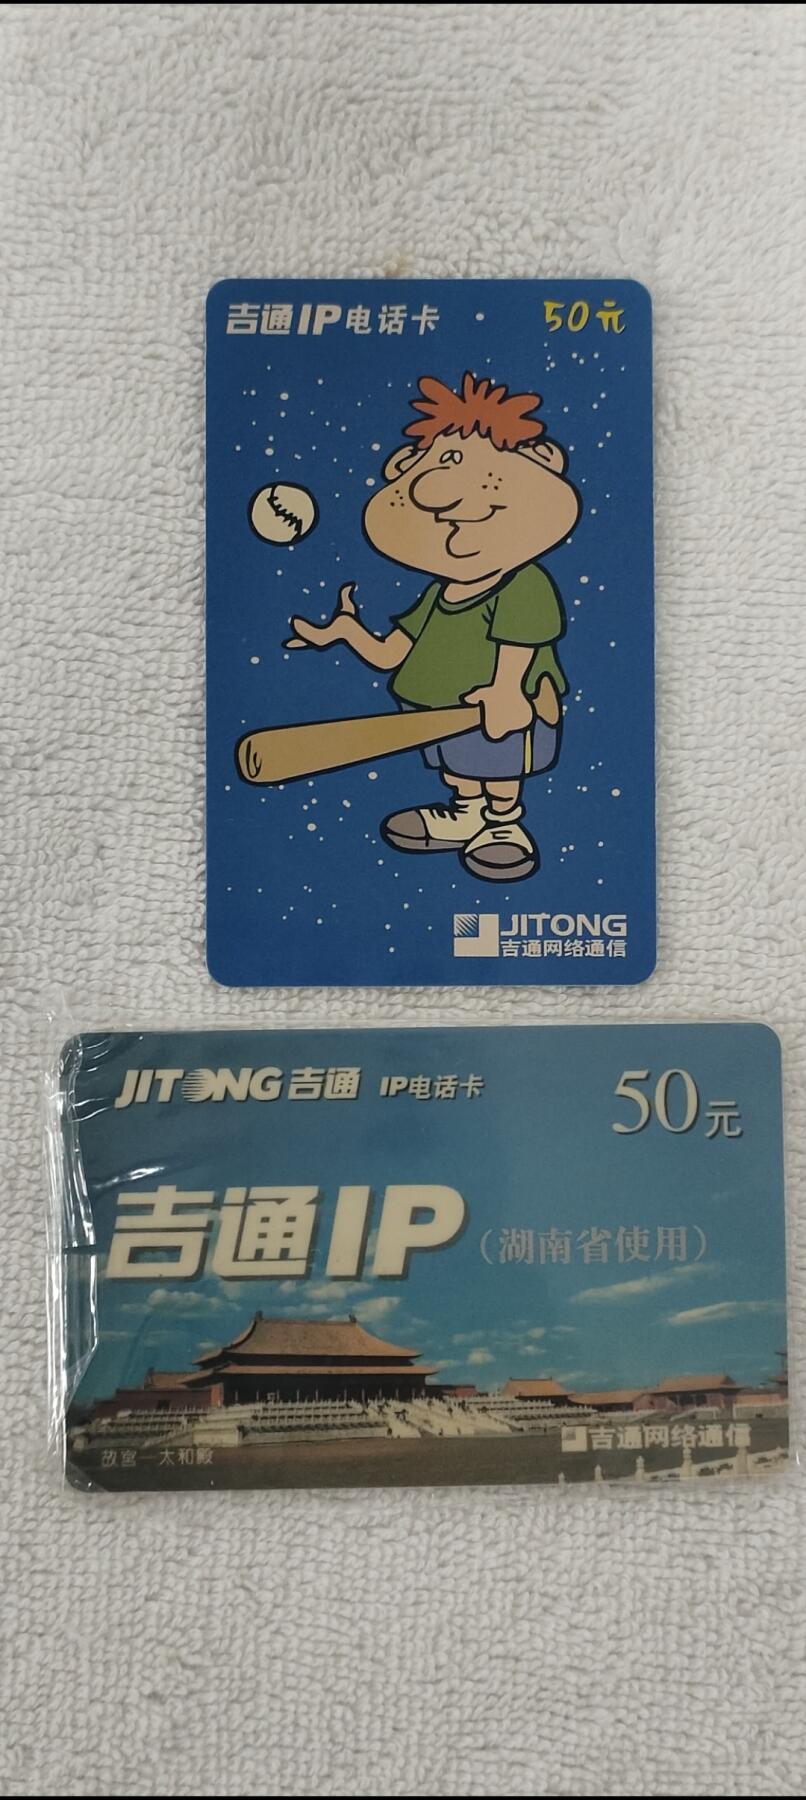 吉通IP电话卡 50元
JITONG
吉通网络通信
JITONG吉通 IP电话卡 50元
吉通IP（湖南省使用）
吉通网络通信
故宫—太和殿